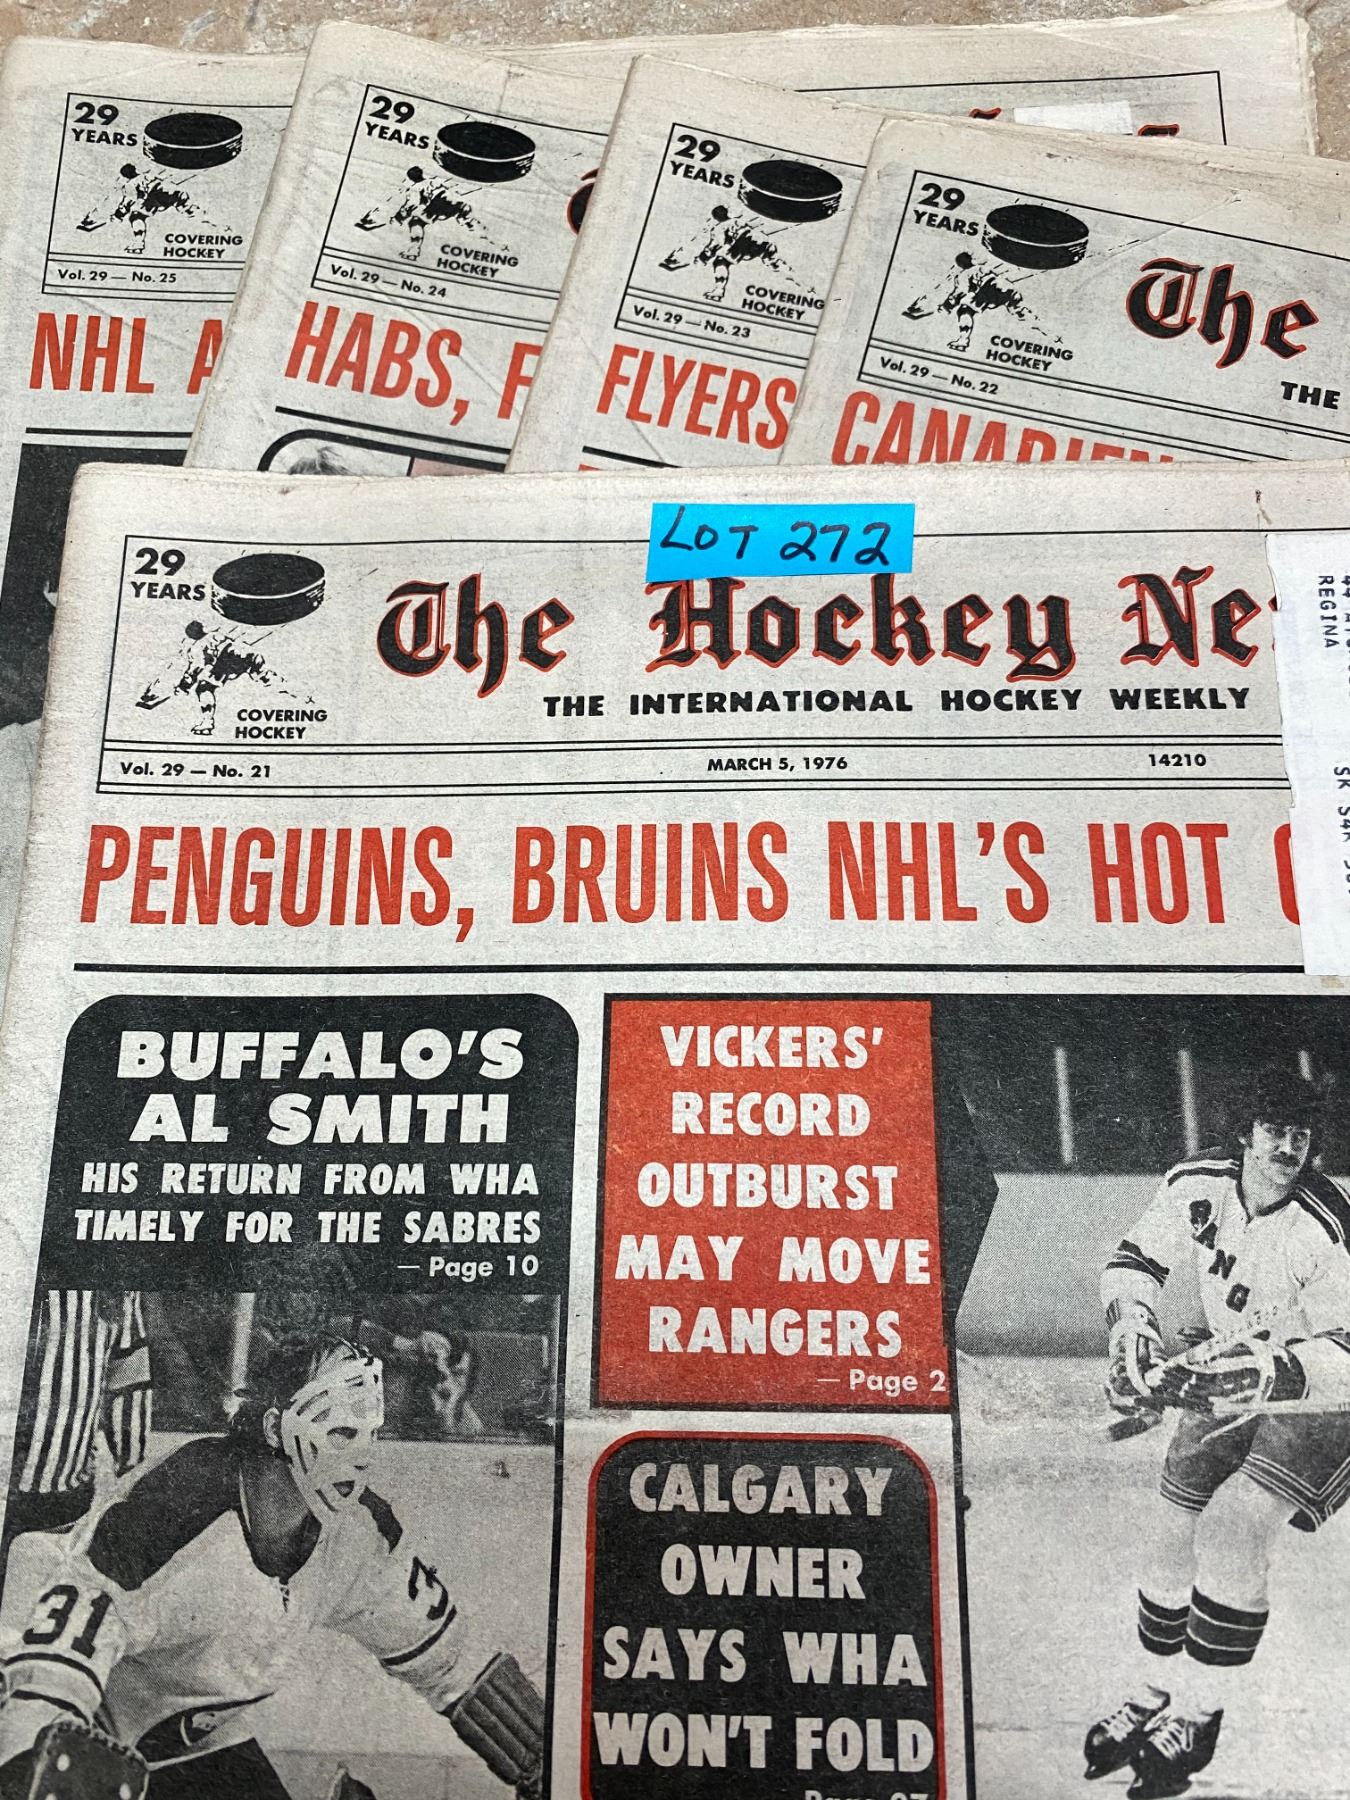 29
YEARS
COVERING
HOCKEY
Vol. 29 — No. 25
NHL A
29
YEARS
COVERING
HOCKEY
Vol. 29 — No. 24
HABS, F
29
YEARS
COVERING
HOCKEY
Vol. 29 — No. 23
FLYERS
29
YEARS
COVERING
HOCKEY
The
THE
Vol. 29 — No. 22
CANADIEN
LOT 272
29
YEARS
COVERING
HOCKEY
The Hockey Ne
THE INTERNATIONAL HOCKEY WEEKLY
Vol. 29 — No. 21 MARCH 5, 1976 14210
REGINA
SK S4R
PENGUINS, BRUINS NHL'S HOT
BUFFALO'S
AL SMITH
HIS RETURN FROM WHA
TIMELY FOR THE SABRES
— Page 10
31
3
VICKERS'
RECORD
OUTBURST
MAY MOVE
RANGERS
— Page 2
RANG
CALGARY
OWNER
SAYS WHA
WON'T FOLD